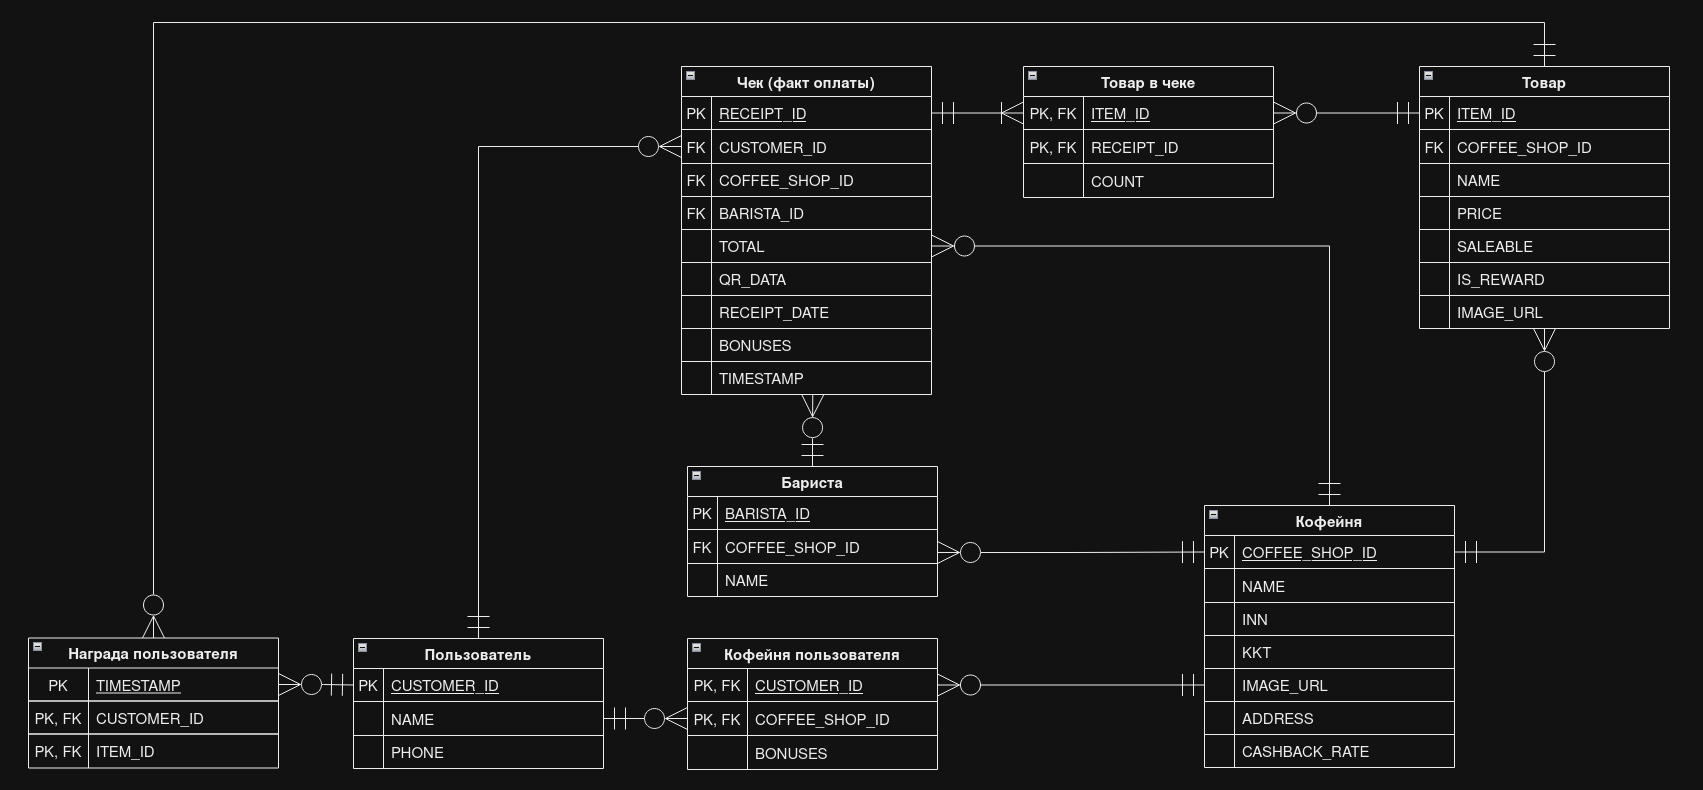 Чек (факт оплаты)
PK RECEIPT_ID
FK CUSTOMER_ID
FK COFFEE_SHOP_ID
FK BARISTA_ID
TOTAL
QR_DATA
RECEIPT_DATE
BONUSES
TIMESTAMP
Товар в чеке
PK, FK ITEM_ID
PK, FK RECEIPT_ID
COUNT
Товар
PK ITEM_ID
FK COFFEE_SHOP_ID
NAME
PRICE
SALEABLE
IS_REWARD
IMAGE_URL
Бариста
PK BARISTA_ID
FK COFFEE_SHOP_ID
NAME
Кофейня
PK COFFEE_SHOP_ID
NAME
INN
KKT
IMAGE_URL
ADDRESS
CASHBACK_RATE
Награда пользователя
PK TIMESTAMP
PK, FK CUSTOMER_ID
PK, FK ITEM_ID
Пользователь
PK CUSTOMER_ID
NAME
PHONE
Кофейня пользователя
PK, FK CUSTOMER_ID
PK, FK COFFEE_SHOP_ID
BONUSES